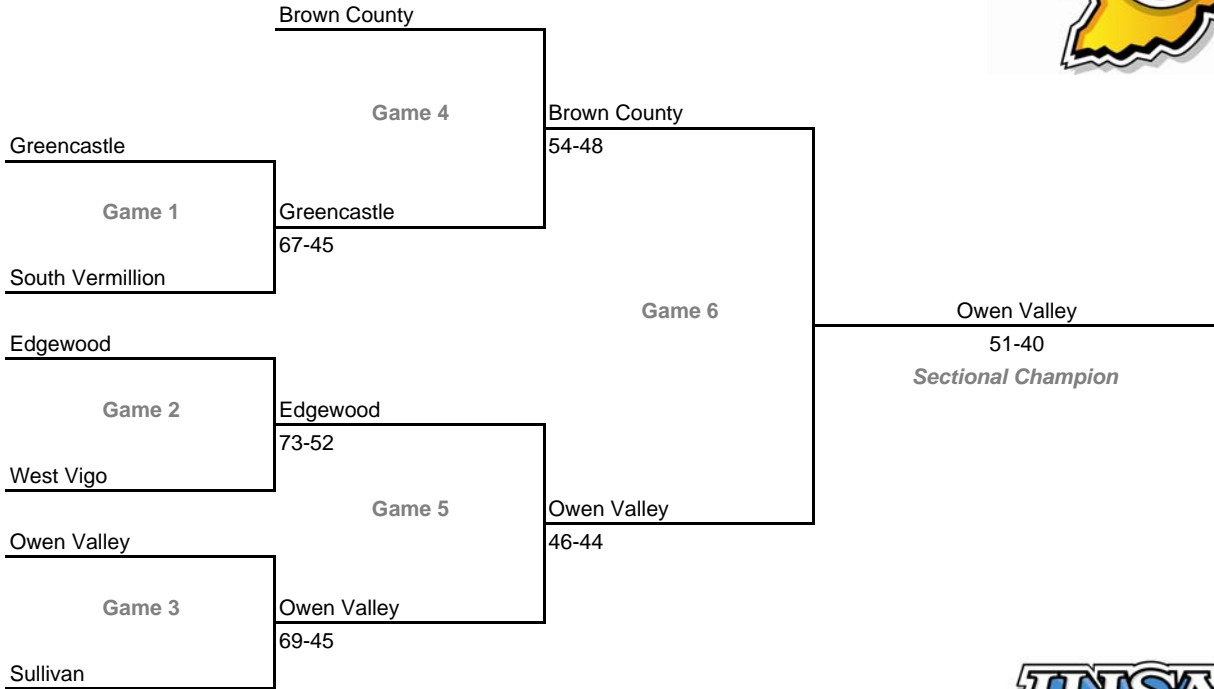 Brown County
Game 4
Brown County
Greencastle
54-48
Game 1
Greencastle
67-45
South Vermillion
Game 6
Owen Valley
Edgewood
51-40
Sectional Champion
Game 2
Edgewood
73-52
West Vigo
Game 5
Owen Valley
Owen Valley
46-44
Game 3
Owen Valley
69-45
Sullivan